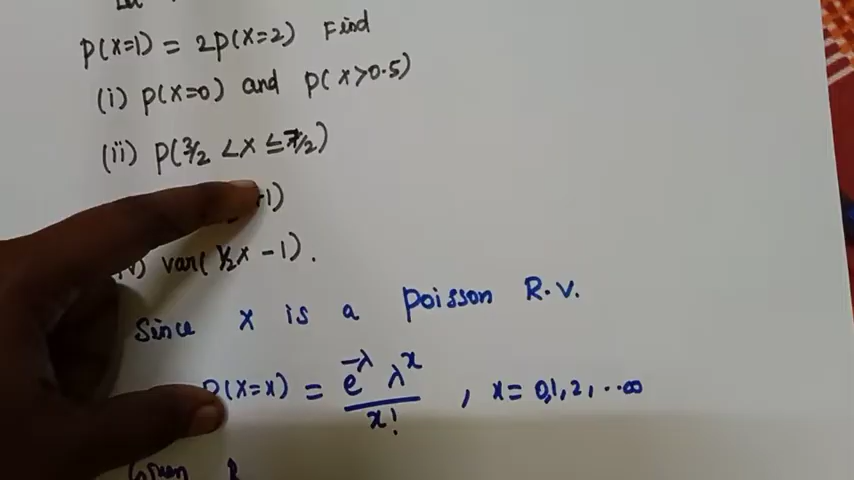 P(X=1) = 2P(X=2) Find
(i) P(X=0) and P(X>0.5)
(ii) P(3/2 <X ≤7/2)
+1)
var(1/2X -1).
Since X is a Poisson R.V.
P(X=x) = e^-λ λ^x / x! , x= 0,1,2,..∞
Given